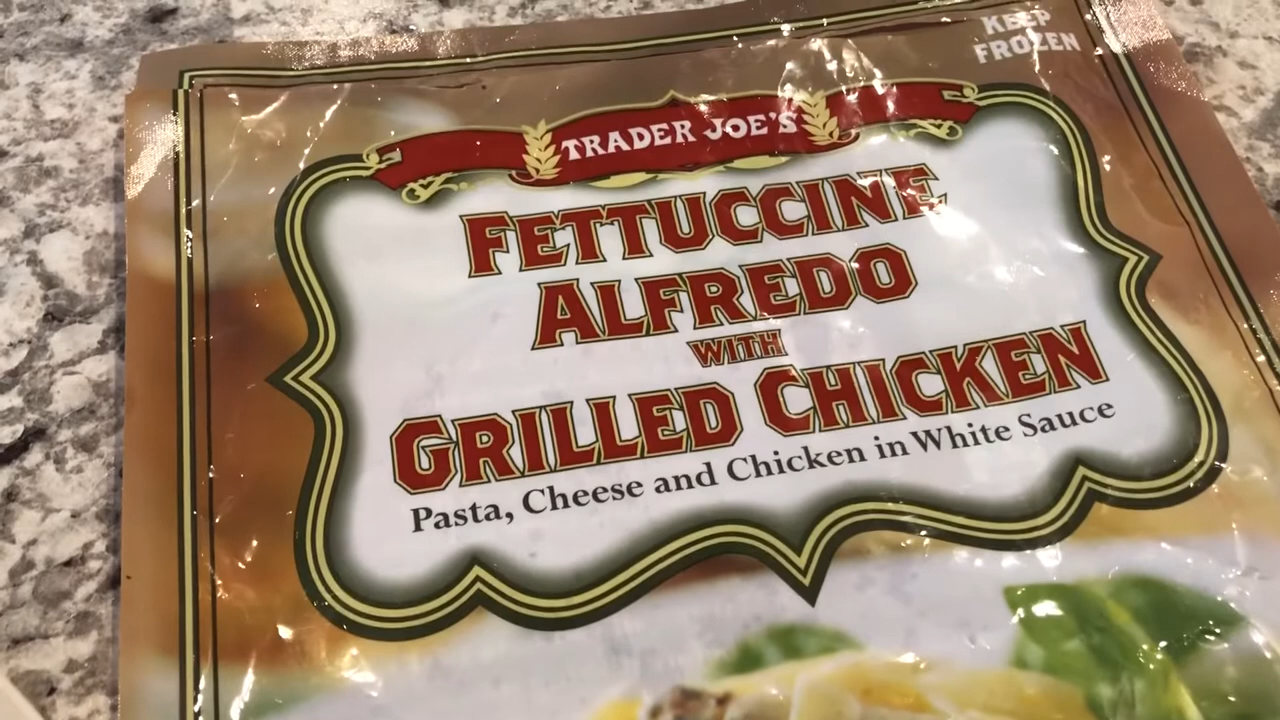 KEEP
FROZEN
TRADER JOE'S
FETTUCCINE
ALFREDO
WITH
GRILLED CHICKEN
Pasta, Cheese and Chicken in White Sauce